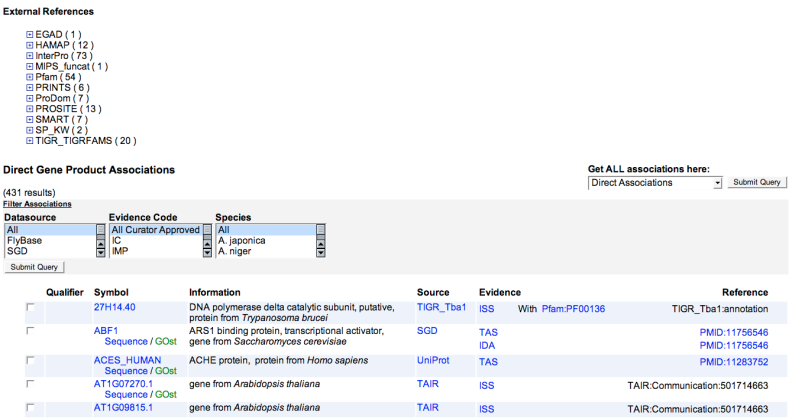 External References
EGAD ( 1 )
HAMAP ( 12 )
InterPro ( 73 )
MIPS_funcat ( 1 )
Pfam ( 54 )
PRINTS ( 6 )
ProDom ( 7 )
PROSITE ( 13 )
SMART ( 7 )
SP_KW ( 2 )
TIGR_TIGRFAMS ( 20 )
Direct Gene Product Associations
Get ALL associations here:
Direct Associations Submit Query
(431 results)
Filter Associations
Datasource Evidence Code Species
All All Curator Approved All
FlyBase IC A. japonica
SGD IMP A. niger
Submit Query
Qualifier Symbol Information Source Evidence Reference
27H14.40 DNA polymerase delta catalytic subunit, putative, TIGR_Tba1 ISS With Pfam:PF00136 TIGR_Tba1:annotation
protein from Trypanosoma brucei
ABF1 ARS1 binding protein, transcriptional activator, SGD TAS PMID:11756546
Sequence / GOst gene from Saccharomyces cerevisiae IDA PMID:11756546
ACES_HUMAN ACHE protein, protein from Homo sapiens UniProt TAS PMID:11283752
Sequence / GOst
AT1G07270.1 gene from Arabidopsis thaliana TAIR ISS TAIR:Communication:501714663
Sequence / GOst
AT1G09815.1 gene from Arabidopsis thaliana TAIR ISS TAIR:Communication:501714663